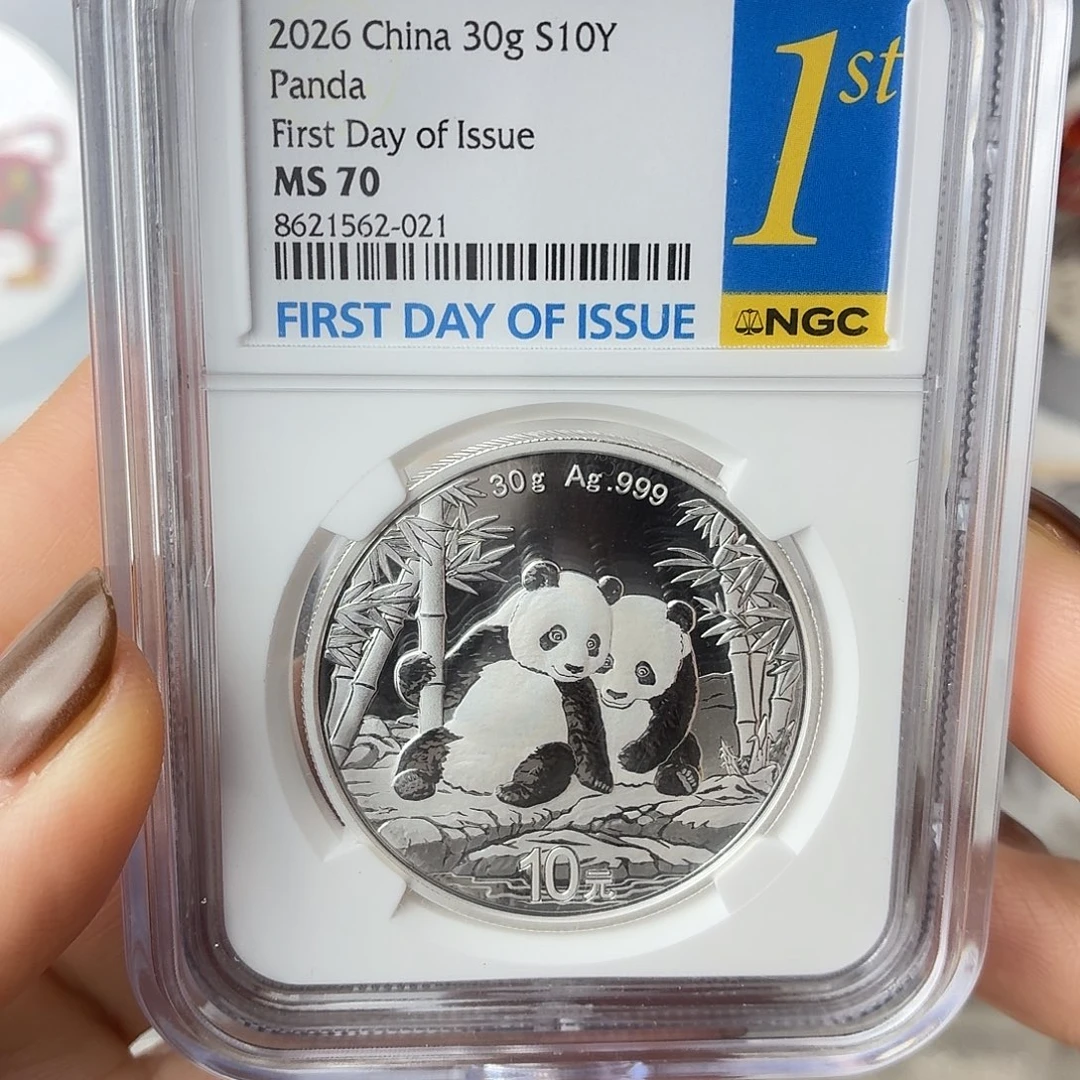 2026 China 30g S10Y
Panda
First Day of Issue
MS 70
8621562-021
FIRST DAY OF ISSUE
1st
NGC
30g Ag.999
10元